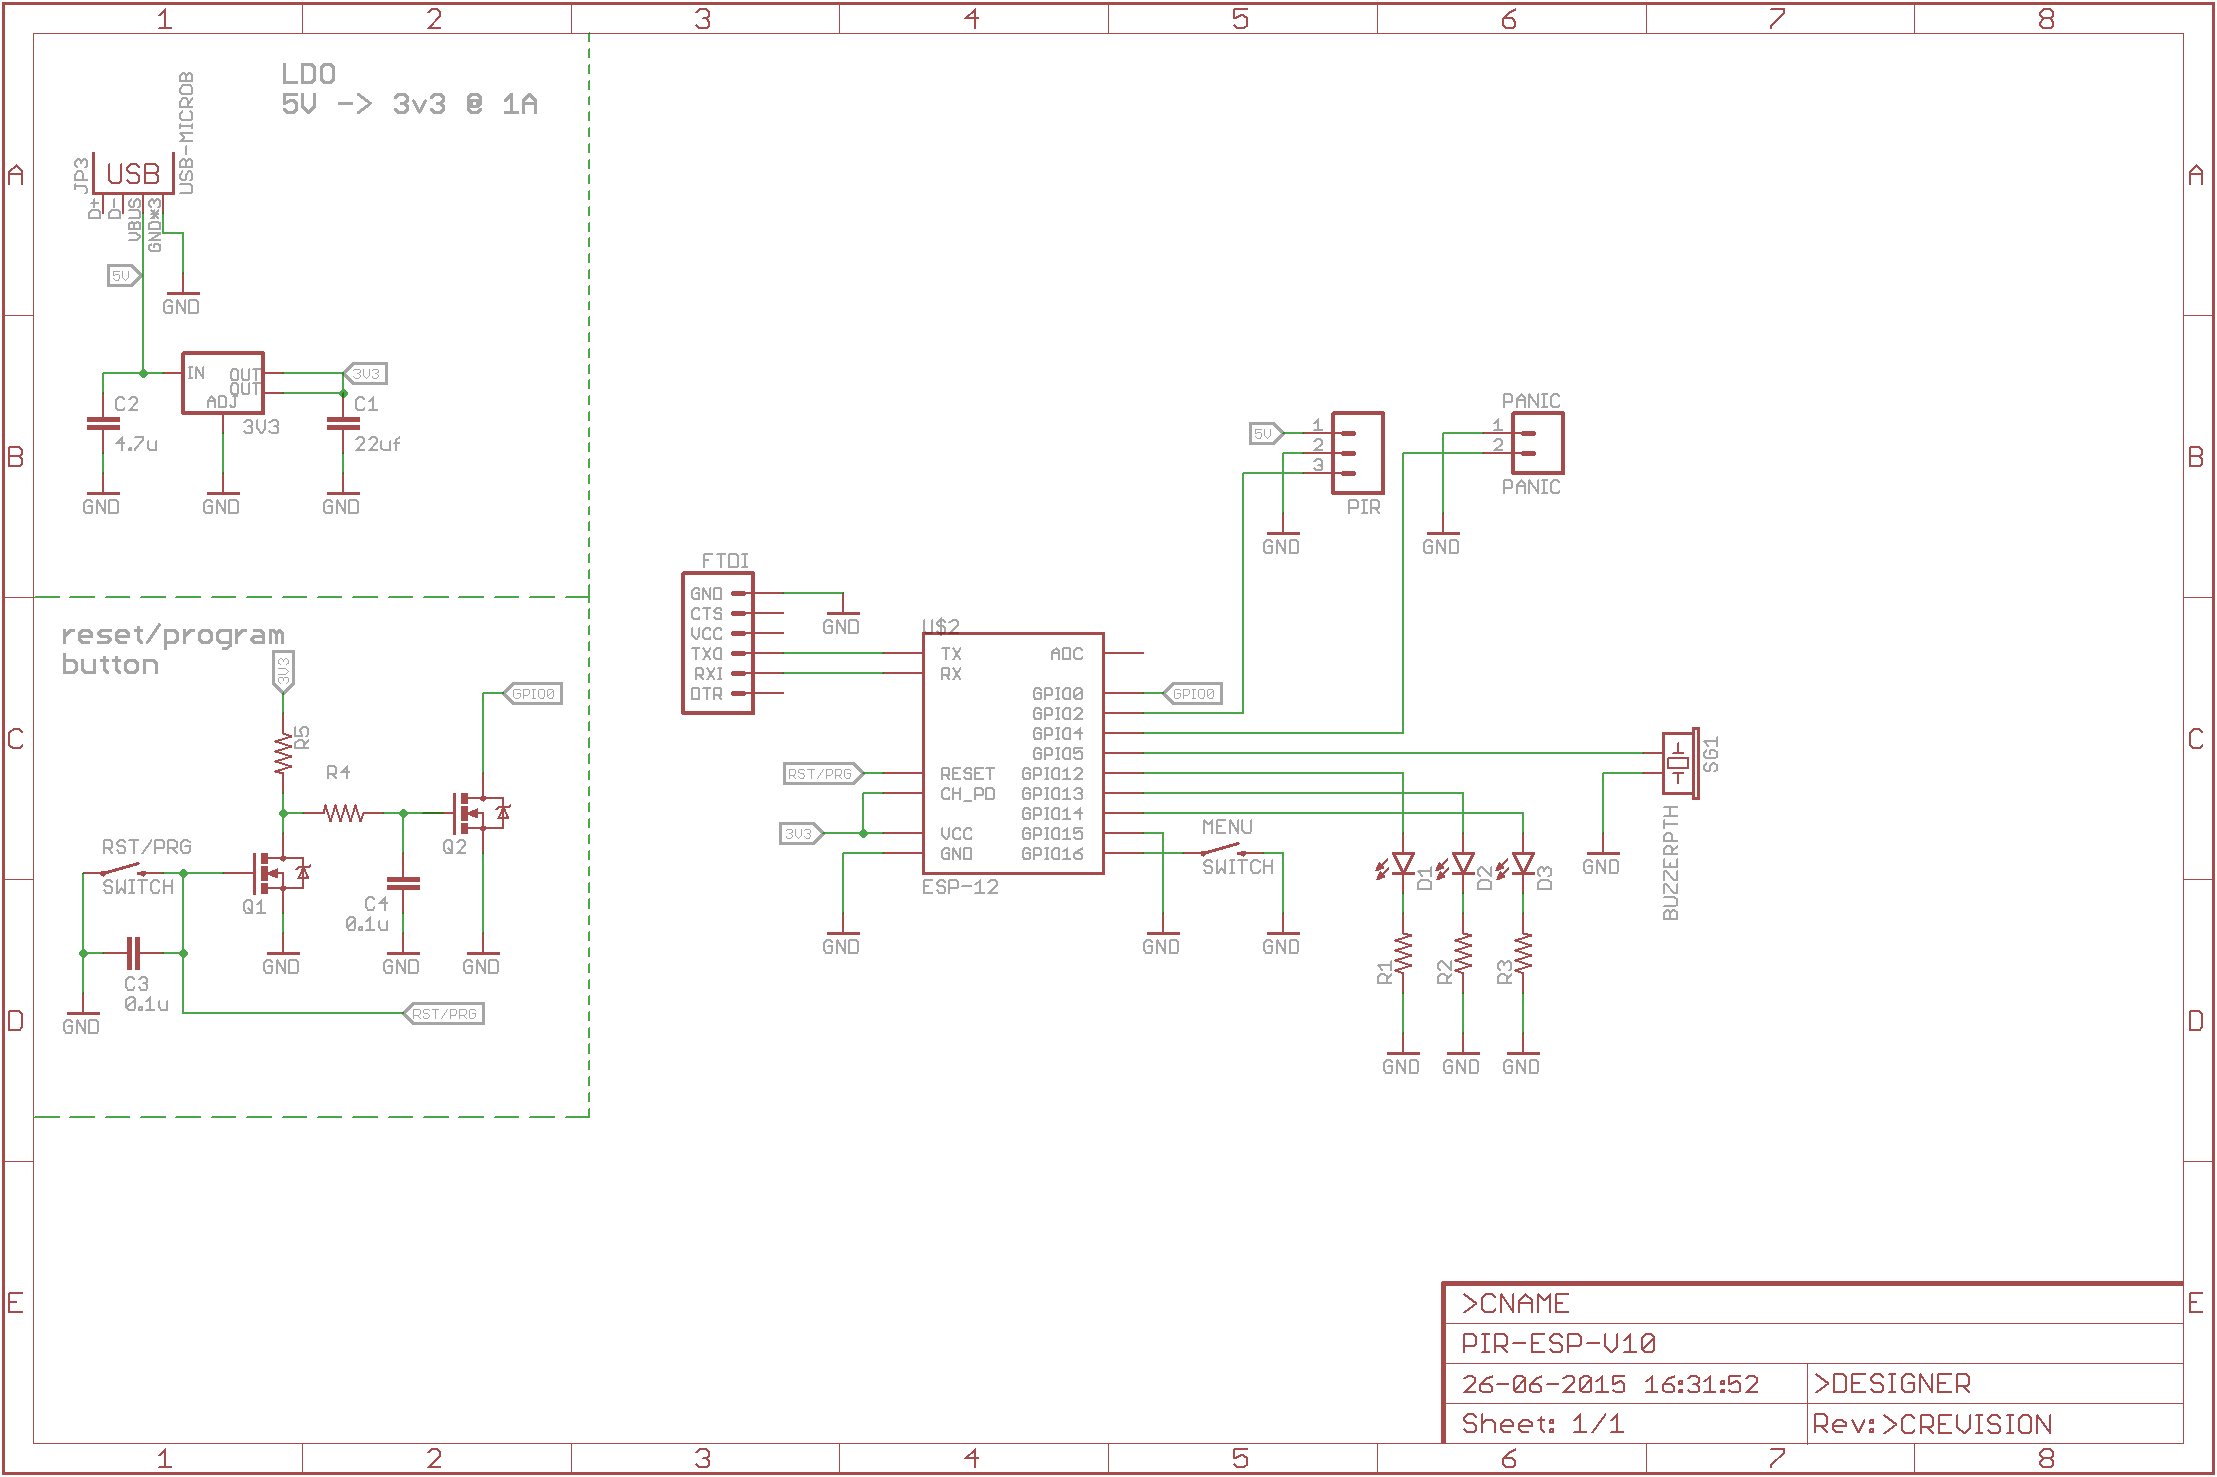 1 2 3 4 5 6 7 8
A
A
B
B
C
C
D
D
E
E
LDO
5V -> 3v3 @ 1A
JP3
USB
USB-MICROB
D+
D-
VBUS
GND*3
5V
GND
IN
OUT
OUT
ADJ
3V3
3V3
C2
4.7u
C1
22uf
GND
GND
GND
reset/program
button
3V3
R5
R4
GPIO0
Q2
RST/PRG
SWITCH
Q1
C4
0.1u
GND
GND
GND
C3
0.1u
GND
RST/PRG
FTDI
GND
CTS
VCC
TXO
RXI
DTR
GND
U$2
TX
RX
RESET
CH_PD
VCC
GND
ADC
GPIO0
GPIO2
GPIO4
GPIO5
GPIO12
GPIO13
GPIO14
GPIO15
GPIO16
ESP-12
RST/PRG
3V3
GND
GPIO0
5V
1
2
3
PIR
GND
PANIC
1
2
PANIC
GND
MENU
SWITCH
GND
GND
D1
D2
D3
R1
R2
R3
GND
GND
GND
SG1
BUZZERPTH
GND
>CNAME
PIR-ESP-V10
26-06-2015 16:31:52
>DESIGNER
Sheet: 1/1
Rev:>CREVISION
1 2 3 4 5 6 7 8